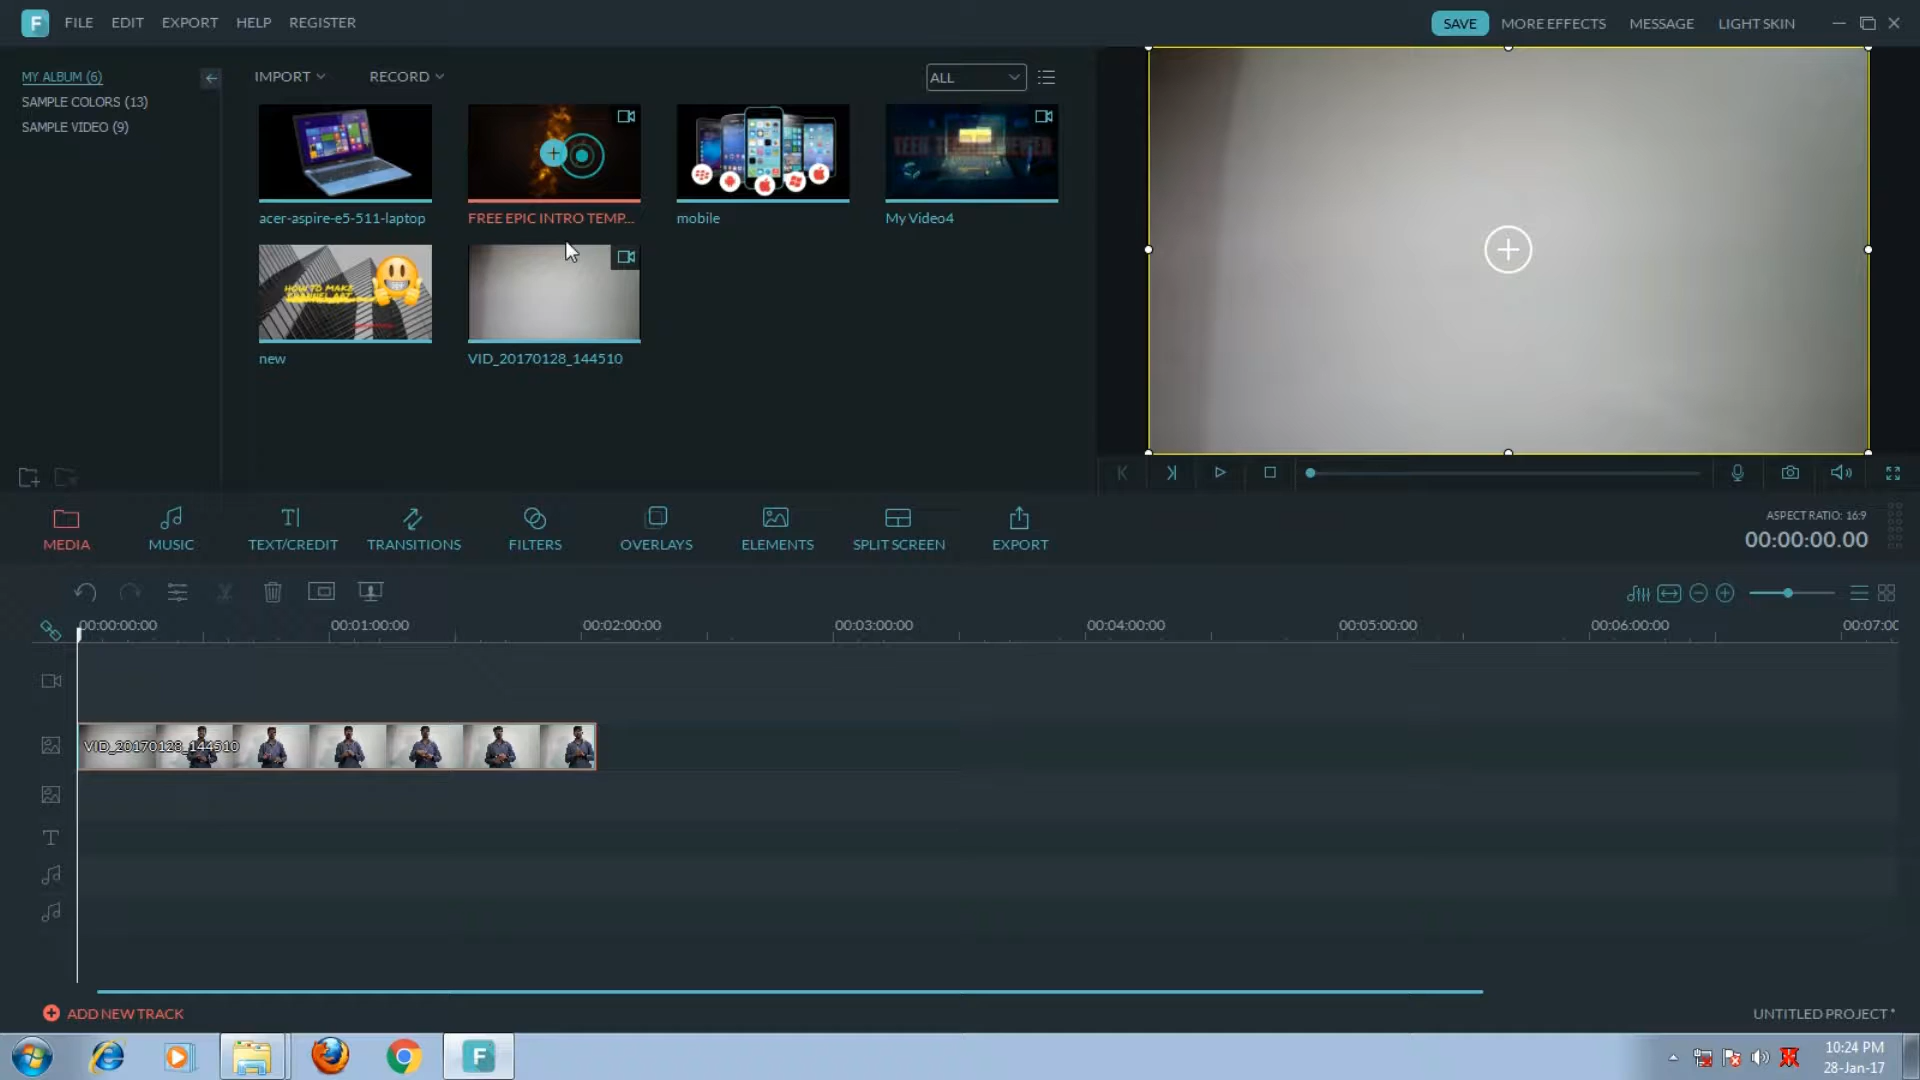 F FILE EDIT EXPORT HELP REGISTER SAVE MORE EFFECTS MESSAGE LIGHT SKIN
MY ALBUM (6)
SAMPLE COLORS (13)
SAMPLE VIDEO (9)
IMPORT RECORD ALL
acer-aspire-e5-511-laptop FREE EPIC INTRO TEMP... mobile My Video4
HOW TO MAKE
CHANNEL ART
new VID_20170128_144510
MEDIA MUSIC TEXT/CREDIT TRANSITIONS FILTERS OVERLAYS ELEMENTS SPLIT SCREEN EXPORT
ASPECT RATIO: 16:9
00:00:00.00
00:00:00:00 00:01:00:00 00:02:00:00 00:03:00:00 00:04:00:00 00:05:00:00 00:06:00:00 00:07:00
VID_20170128_144510
ADD NEW TRACK UNTITLED PROJECT*
10:24 PM
28-Jan-17